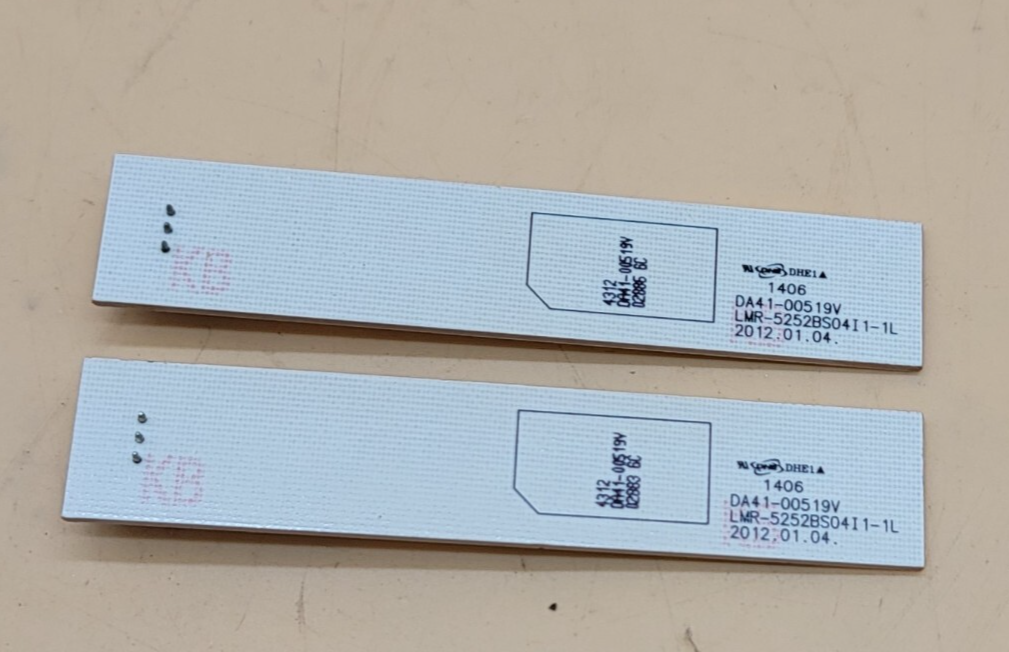 KB
4312
DA41-00519V
02886 6C
DHE1▲
1406
DA41-00519V
LMR-5252BS04I1-1L
2012.01.04.
KB
4312
DA41-00519V
02883 6C
DHE1▲
1406
DA41-00519V
LMR-5252BS04I1-1L
2012.01.04.